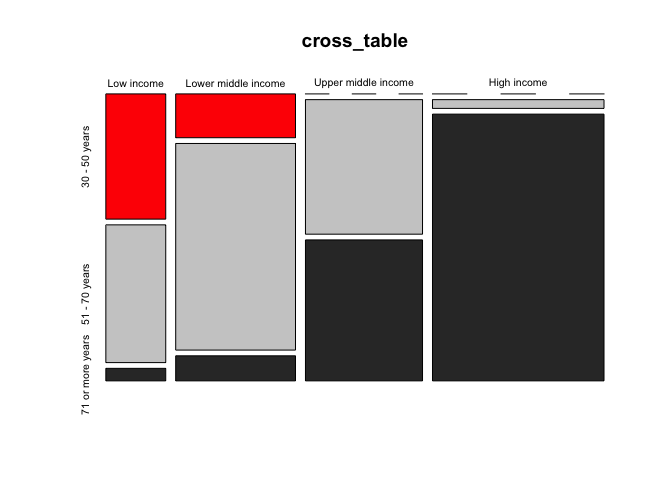 cross_table
Low income
Lower middle income
Upper middle income
High income
30 - 50 years
51 - 70 years
71 or more years